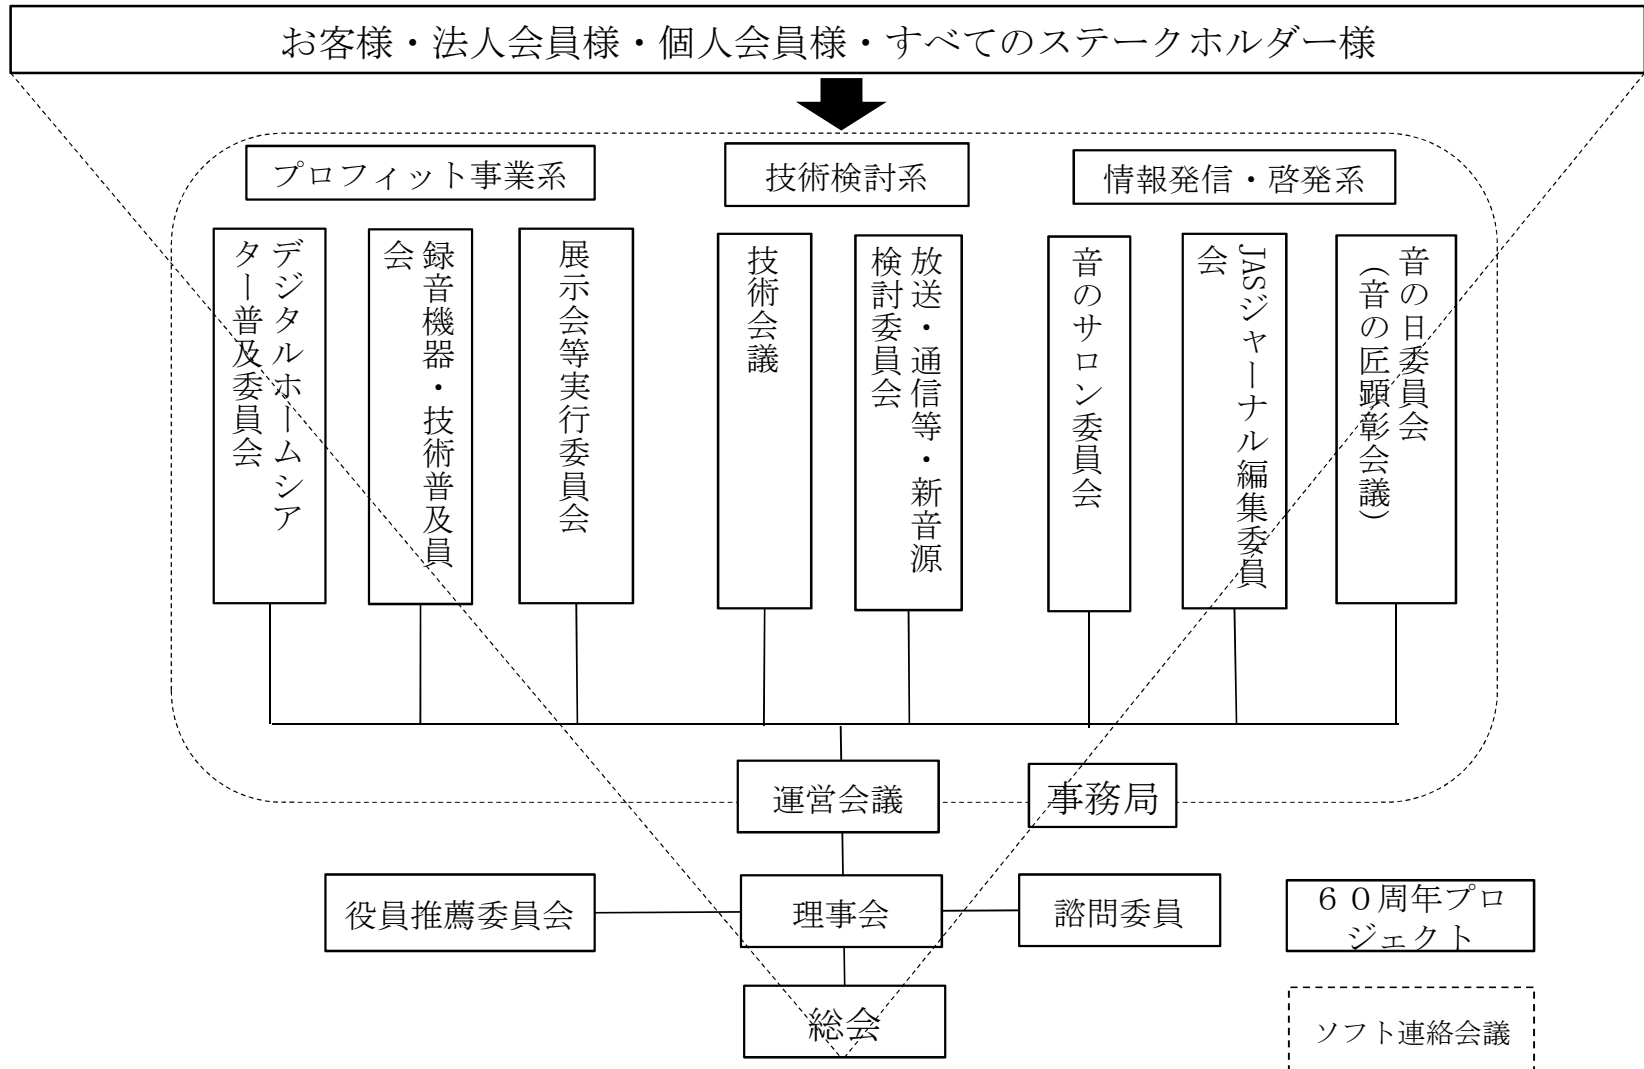 お客様・法人会員様・個人会員様・すべてのステークホルダー様
プロフィット事業系
技術検討系
情報発信・啓発系
デジタルホームシア
ター普及委員会
録音機器・技術普及員
会
展示会等実行委員会
技術会議
放送・通信等・新音源
検討委員会
音のサロン委員会
JASジャーナル編集委員
会
音の日委員会
(音の匠顕彰会議)
運営会議
事務局
役員推薦委員会
理事会
諮問委員
60周年プロ
ジェクト
総会
ソフト連絡会議